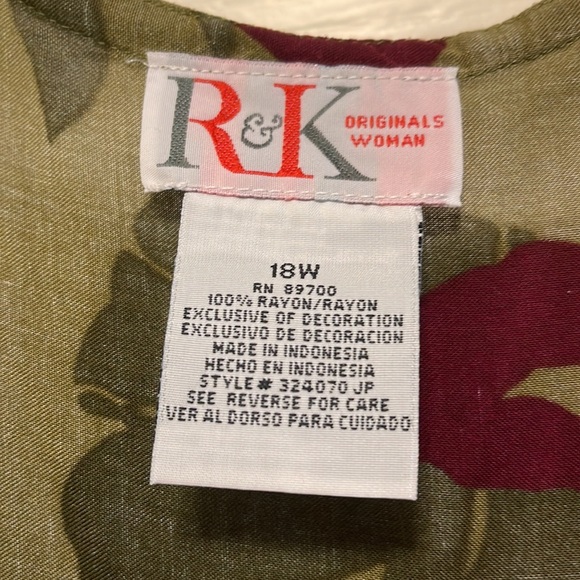 R&K ORIGINALS
WOMAN
18W
RN 89700
100% RAYON/RAYON
EXCLUSIVE OF DECORATION
EXCLUSIVO DE DECORACION
MADE IN INDONESIA
HECHO EN INDONESIA
STYLE# 324070 JP
SEE REVERSE FOR CARE
VER AL DORSO PARA CUIDADO